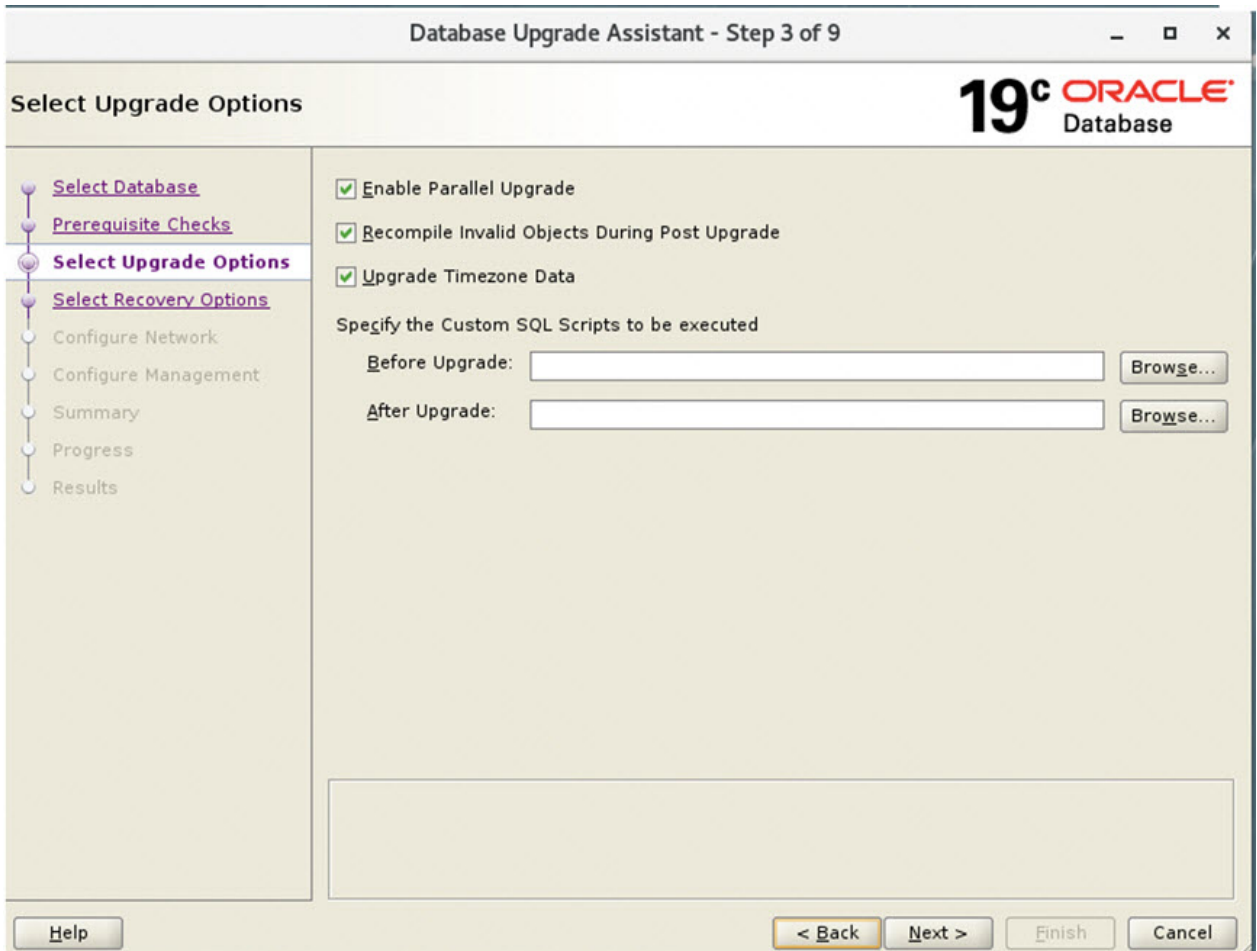 Database Upgrade Assistant - Step 3 of 9
Select Upgrade Options
19c ORACLE
Database
Select Database
Prerequisite Checks
Select Upgrade Options
Select Recovery Options
Configure Network
Configure Management
Summary
Progress
Results
Enable Parallel Upgrade
Recompile Invalid Objects During Post Upgrade
Upgrade Timezone Data
Specify the Custom SQL Scripts to be executed
Before Upgrade: Browse...
After Upgrade: Browse...
Help < Back Next > Finish Cancel